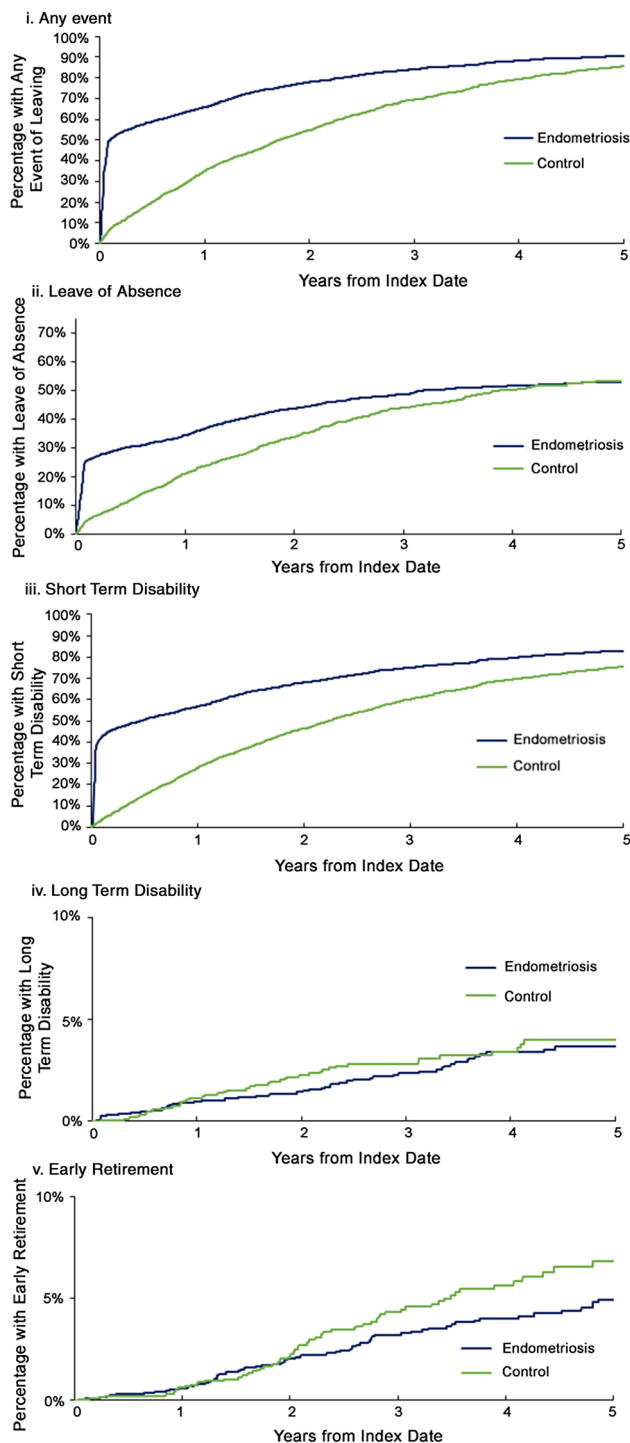 i. Any event
Percentage with Any
Event of Leaving
100%
90%
80%
70%
60%
50%
40%
30%
20%
10%
0%
Endometriosis
Control
0 1 2 3 4 5
Years from Index Date
ii. Leave of Absence
Percentage with Leave of Absence
70%
60%
50%
40%
30%
20%
10%
0%
Endometriosis
Control
0 1 2 3 4 5
Years from Index Date
iii. Short Term Disability
Percentage with Short
Term Disability
100%
90%
80%
70%
60%
50%
40%
30%
20%
10%
0%
Endometriosis
Control
0 1 2 3 4 5
Years from Index Date
iv. Long Term Disability
Percentage with Long
Term Disability
10%
5%
0%
Endometriosis
Control
0 1 2 3 4 5
Years from Index Date
v. Early Retirement
Percentage with Early Retirement
10%
5%
0%
Endometriosis
Control
0 1 2 3 4 5
Years from Index Date